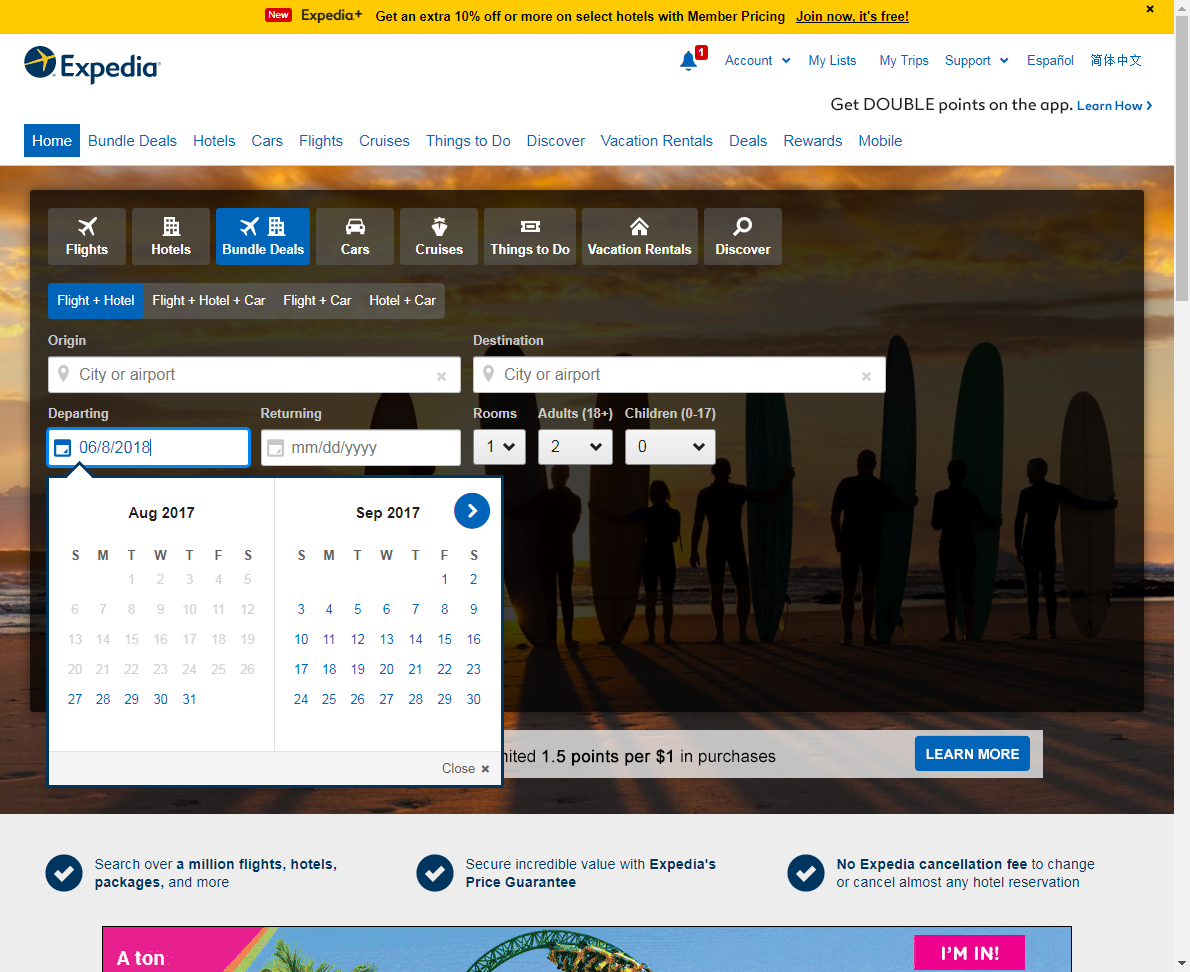 New Expedia+ Get an extra 10% off or more on select hotels with Member Pricing Join now, it's free!
Expedia
1 Account My Lists My Trips Support Español 简体中文
Get DOUBLE points on the app. Learn How
Home Bundle Deals Hotels Cars Flights Cruises Things to Do Discover Vacation Rentals Deals Rewards Mobile
Flights Hotels Bundle Deals Cars Cruises Things to Do Vacation Rentals Discover
Flight + Hotel Flight + Hotel + Car Flight + Car Hotel + Car
Origin Destination
City or airport × City or airport ×
Departing Returning Rooms Adults (18+) Children (0-17)
06/8/2018 mm/dd/yyyy 1 2 0
Aug 2017 Sep 2017
S M T W T F S S M T W T F S
1 2 3 4 5 1 2
6 7 8 9 10 11 12 3 4 5 6 7 8 9
13 14 15 16 17 18 19 10 11 12 13 14 15 16
20 21 22 23 24 25 26 17 18 19 20 21 22 23
27 28 29 30 31 24 25 26 27 28 29 30
1.5 points per $1 in purchases LEARN MORE
Close ×
Search over a million flights, hotels,
packages, and more
Secure incredible value with Expedia's
Price Guarantee
No Expedia cancellation fee to change
or cancel almost any hotel reservation
A ton I'M IN!